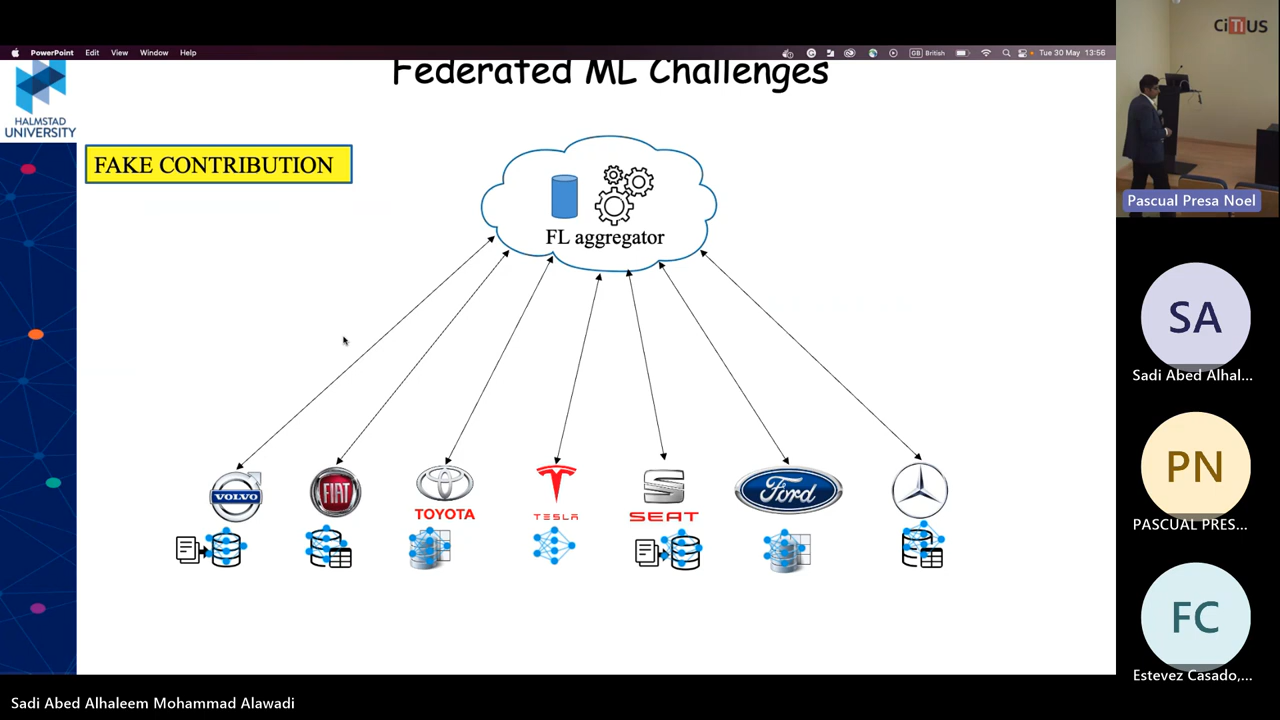 PowerPoint Edit View Window Help
British Tue 30 May 13:56
CiTIUS
Federated ML Challenges
HALMSTAD
UNIVERSITY
FAKE CONTRIBUTION
Pascual Presa Noel
FL aggregator
SA
Sadi Abed Alhal...
PN
PASCUAL PRES...
VOLVO
FIAT
TOYOTA
TESLA
SEAT
Ford
FC
Estevez Casado,...
Sadi Abed Alhaleem Mohammad Alawadi